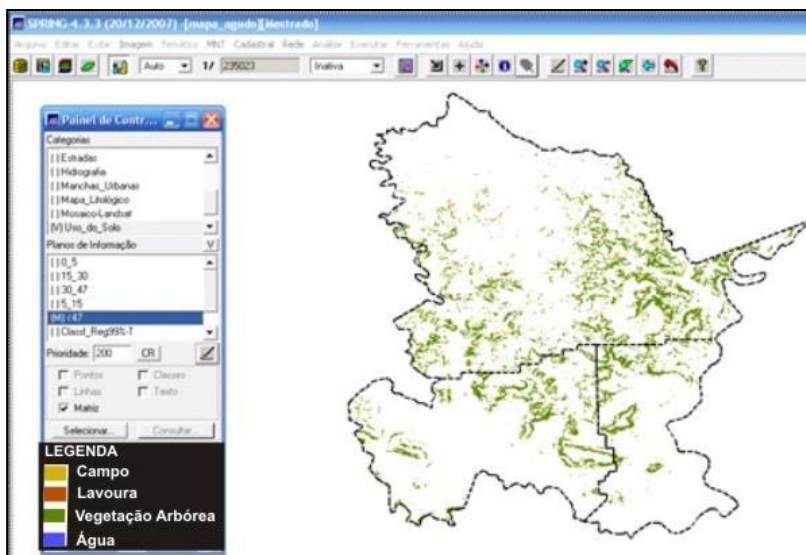 SPRING-4.3.3 (20/12/2007) -[mapa_agudo][Mestrado]
Arquivo Editar Exibir Imagem Temático MNT Cadastral Rede Análise Executar Ferramentas Ajuda
Auto 1/ 235023 Inativa
Painel de Contr...
Categorias
( ) Estradas
( ) Hidrografia
( ) Manchas_Urbanas
( ) Mapa_Litológico
( ) Mosaico-Landsat
(V) Uso_do_Solo
Planos de Informação V
( ) 0_5
( ) 15_30
( ) 30_47
( ) 5_15
( ) Classif_Reg99%-T
Prioridade: 200 CR
Pontos Classes
Linhas Texto
Matriz
Selecionar... Consultar...
LEGENDA
Campo
Lavoura
Vegetação Arbórea
Água